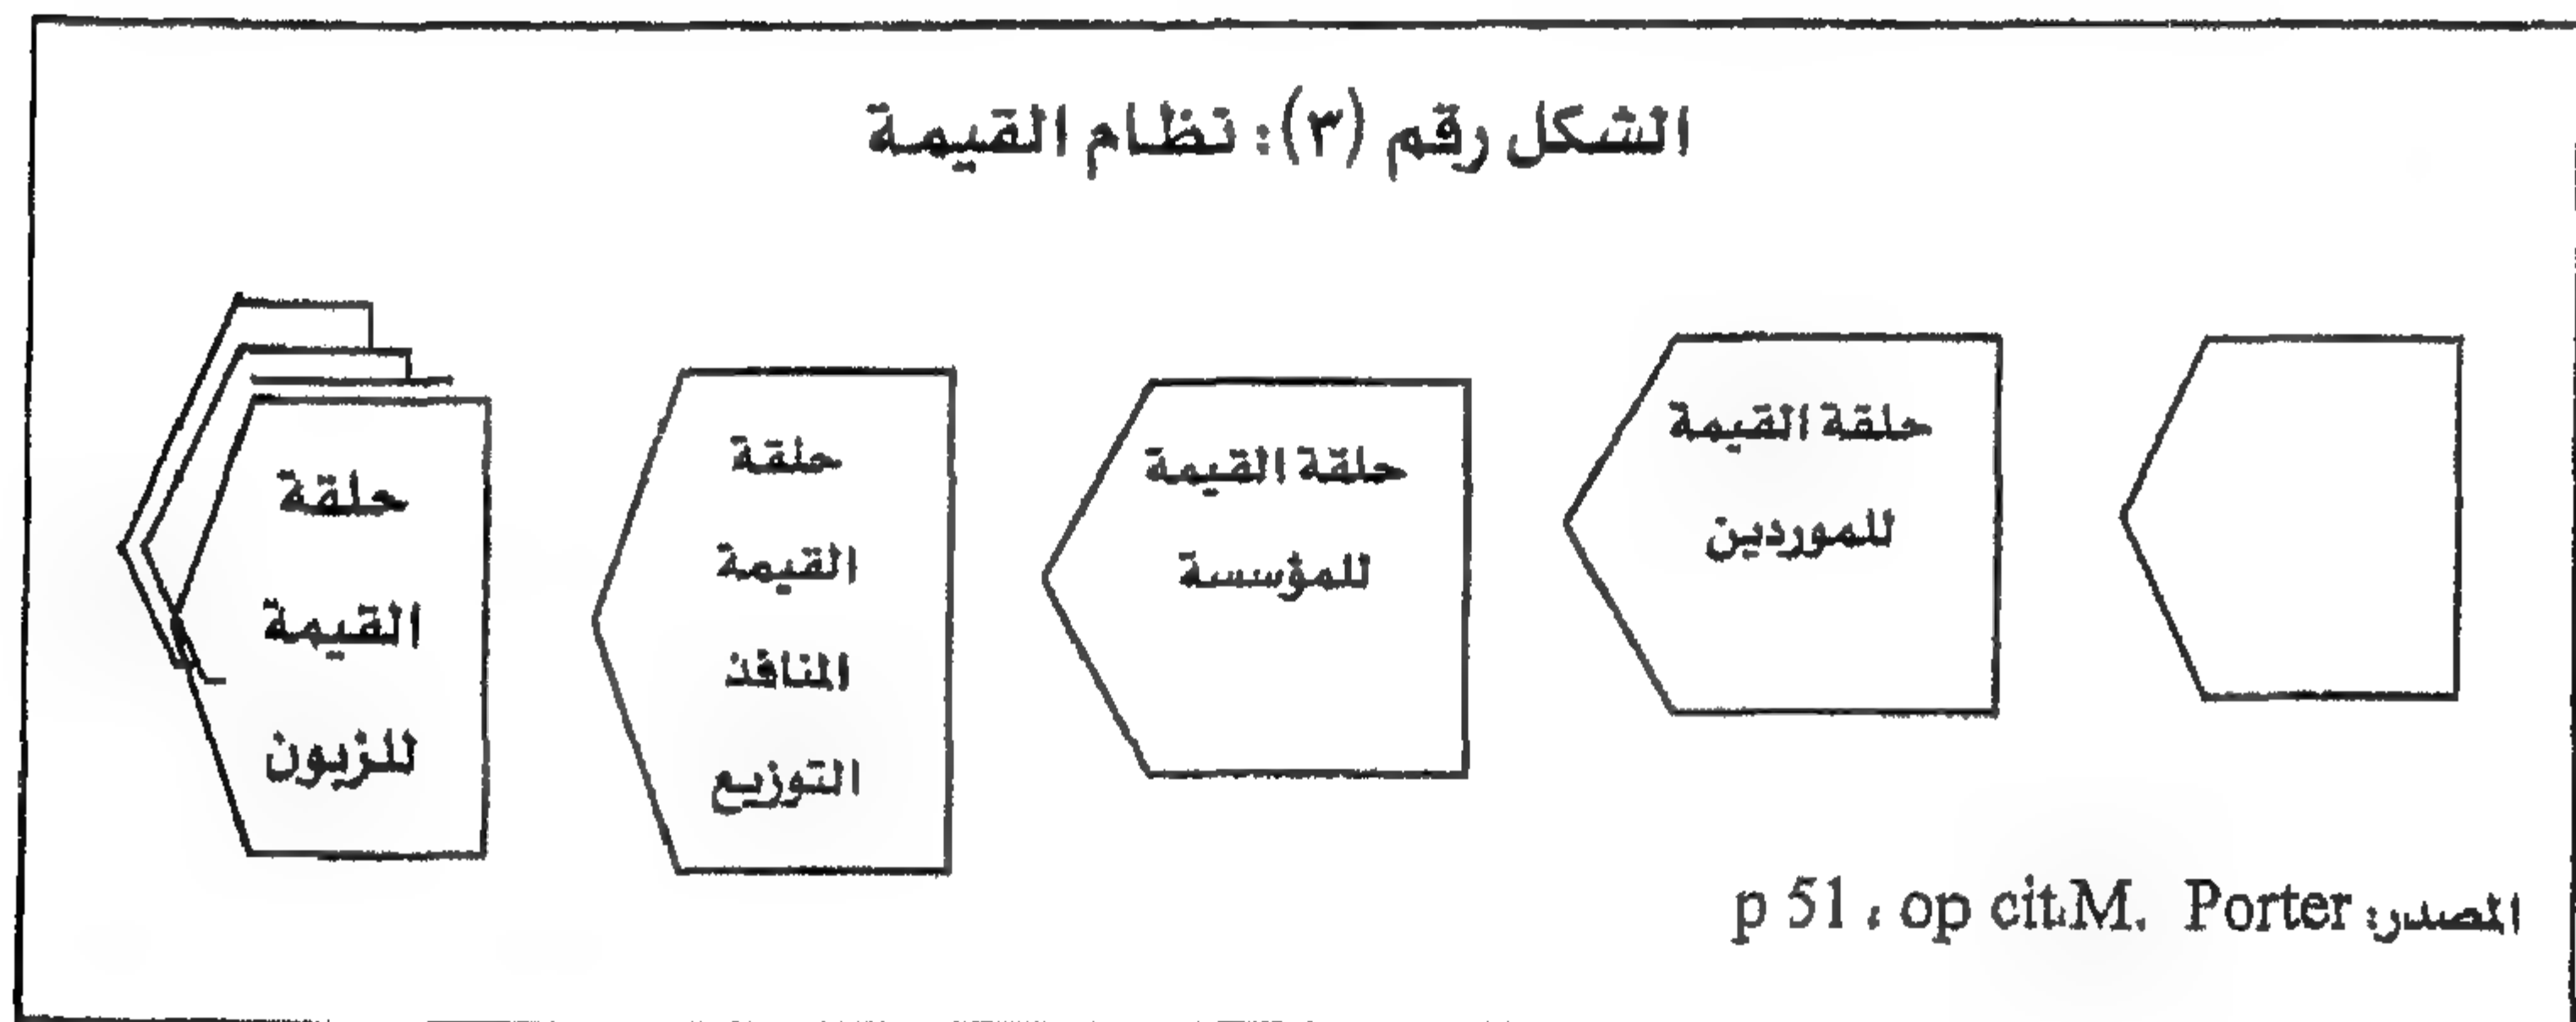 الشكل رقم (٣): نظام القيمة
حلقة القيمة
للموردين
حلقة القيمة
للمؤسسة
حلقة
القيمة
المنافذ
التوزيع
حلقة
القيمة
للزبون
المصدر: M. Porter، op cit، p 51